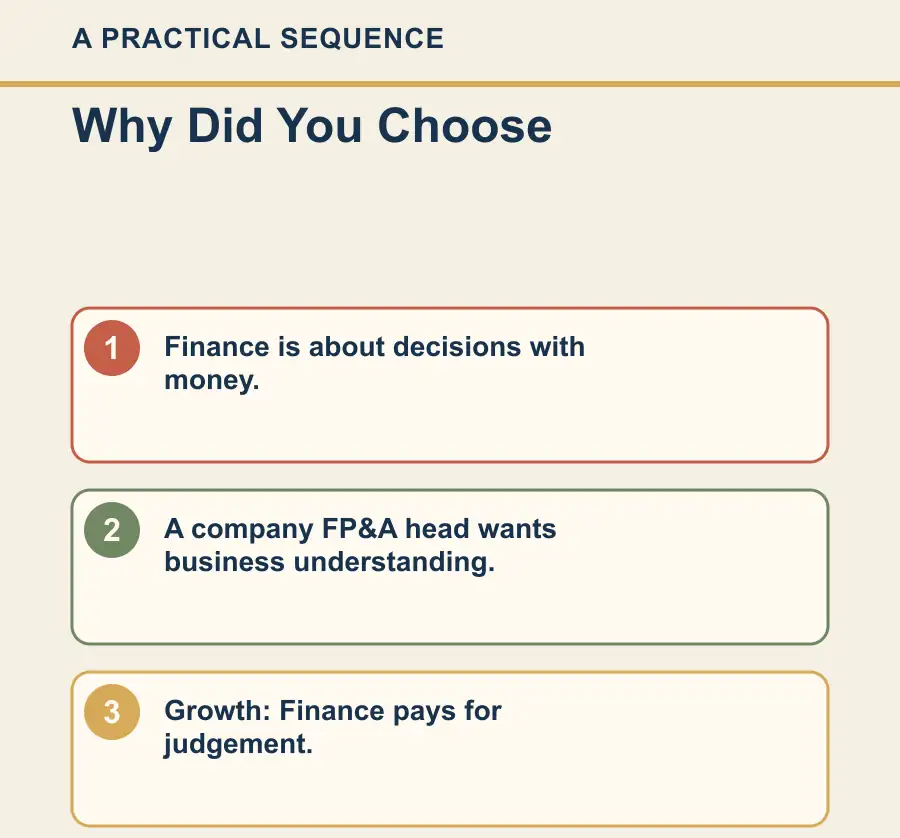 A PRACTICAL SEQUENCE
Why Did You Choose
1
Finance is about decisions with
money.
2
A company FP&A head wants
business understanding.
3
Growth: Finance pays for
judgement.